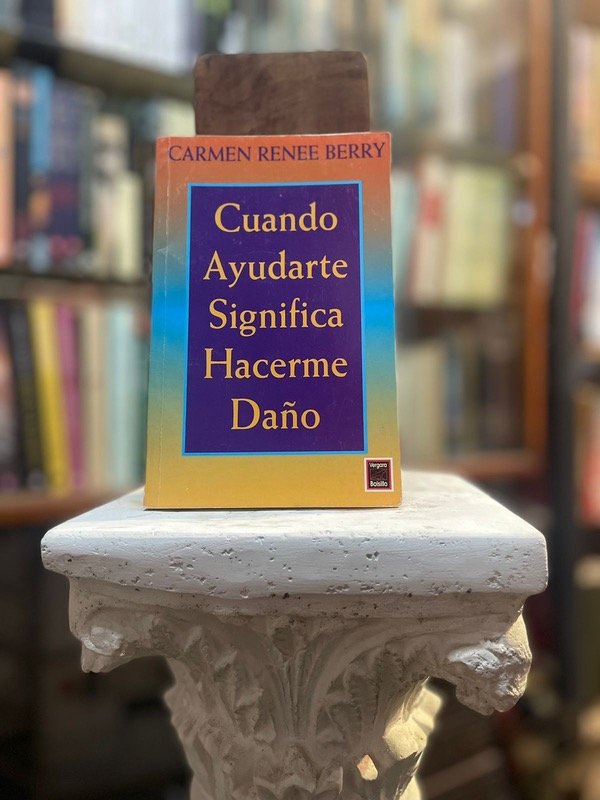 CARMEN RENEE BERRY
Cuando
Ayudarte
Significa
Hacerme
Daño
Vergara
Bolsillo